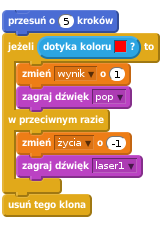 przesuń o 5 kroków
jeżeli dotyka koloru ? to
zmień wynik o 1
zagraj dźwięk pop
w przeciwnym razie
zmień życia o -1
zagraj dźwięk laser1
usuń tego klona